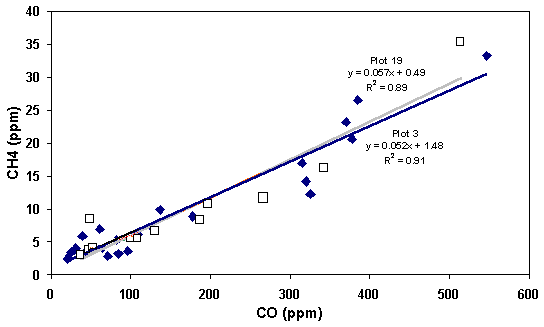 40
35
30
25
20
15
10
5
0
CH4 (ppm)
Plot 19
y = 0.057x + 0.49
R2 = 0.89
Plot 3
y = 0.052x + 1.48
R2 = 0.91
0 100 200 300 400 500 600
CO (ppm)